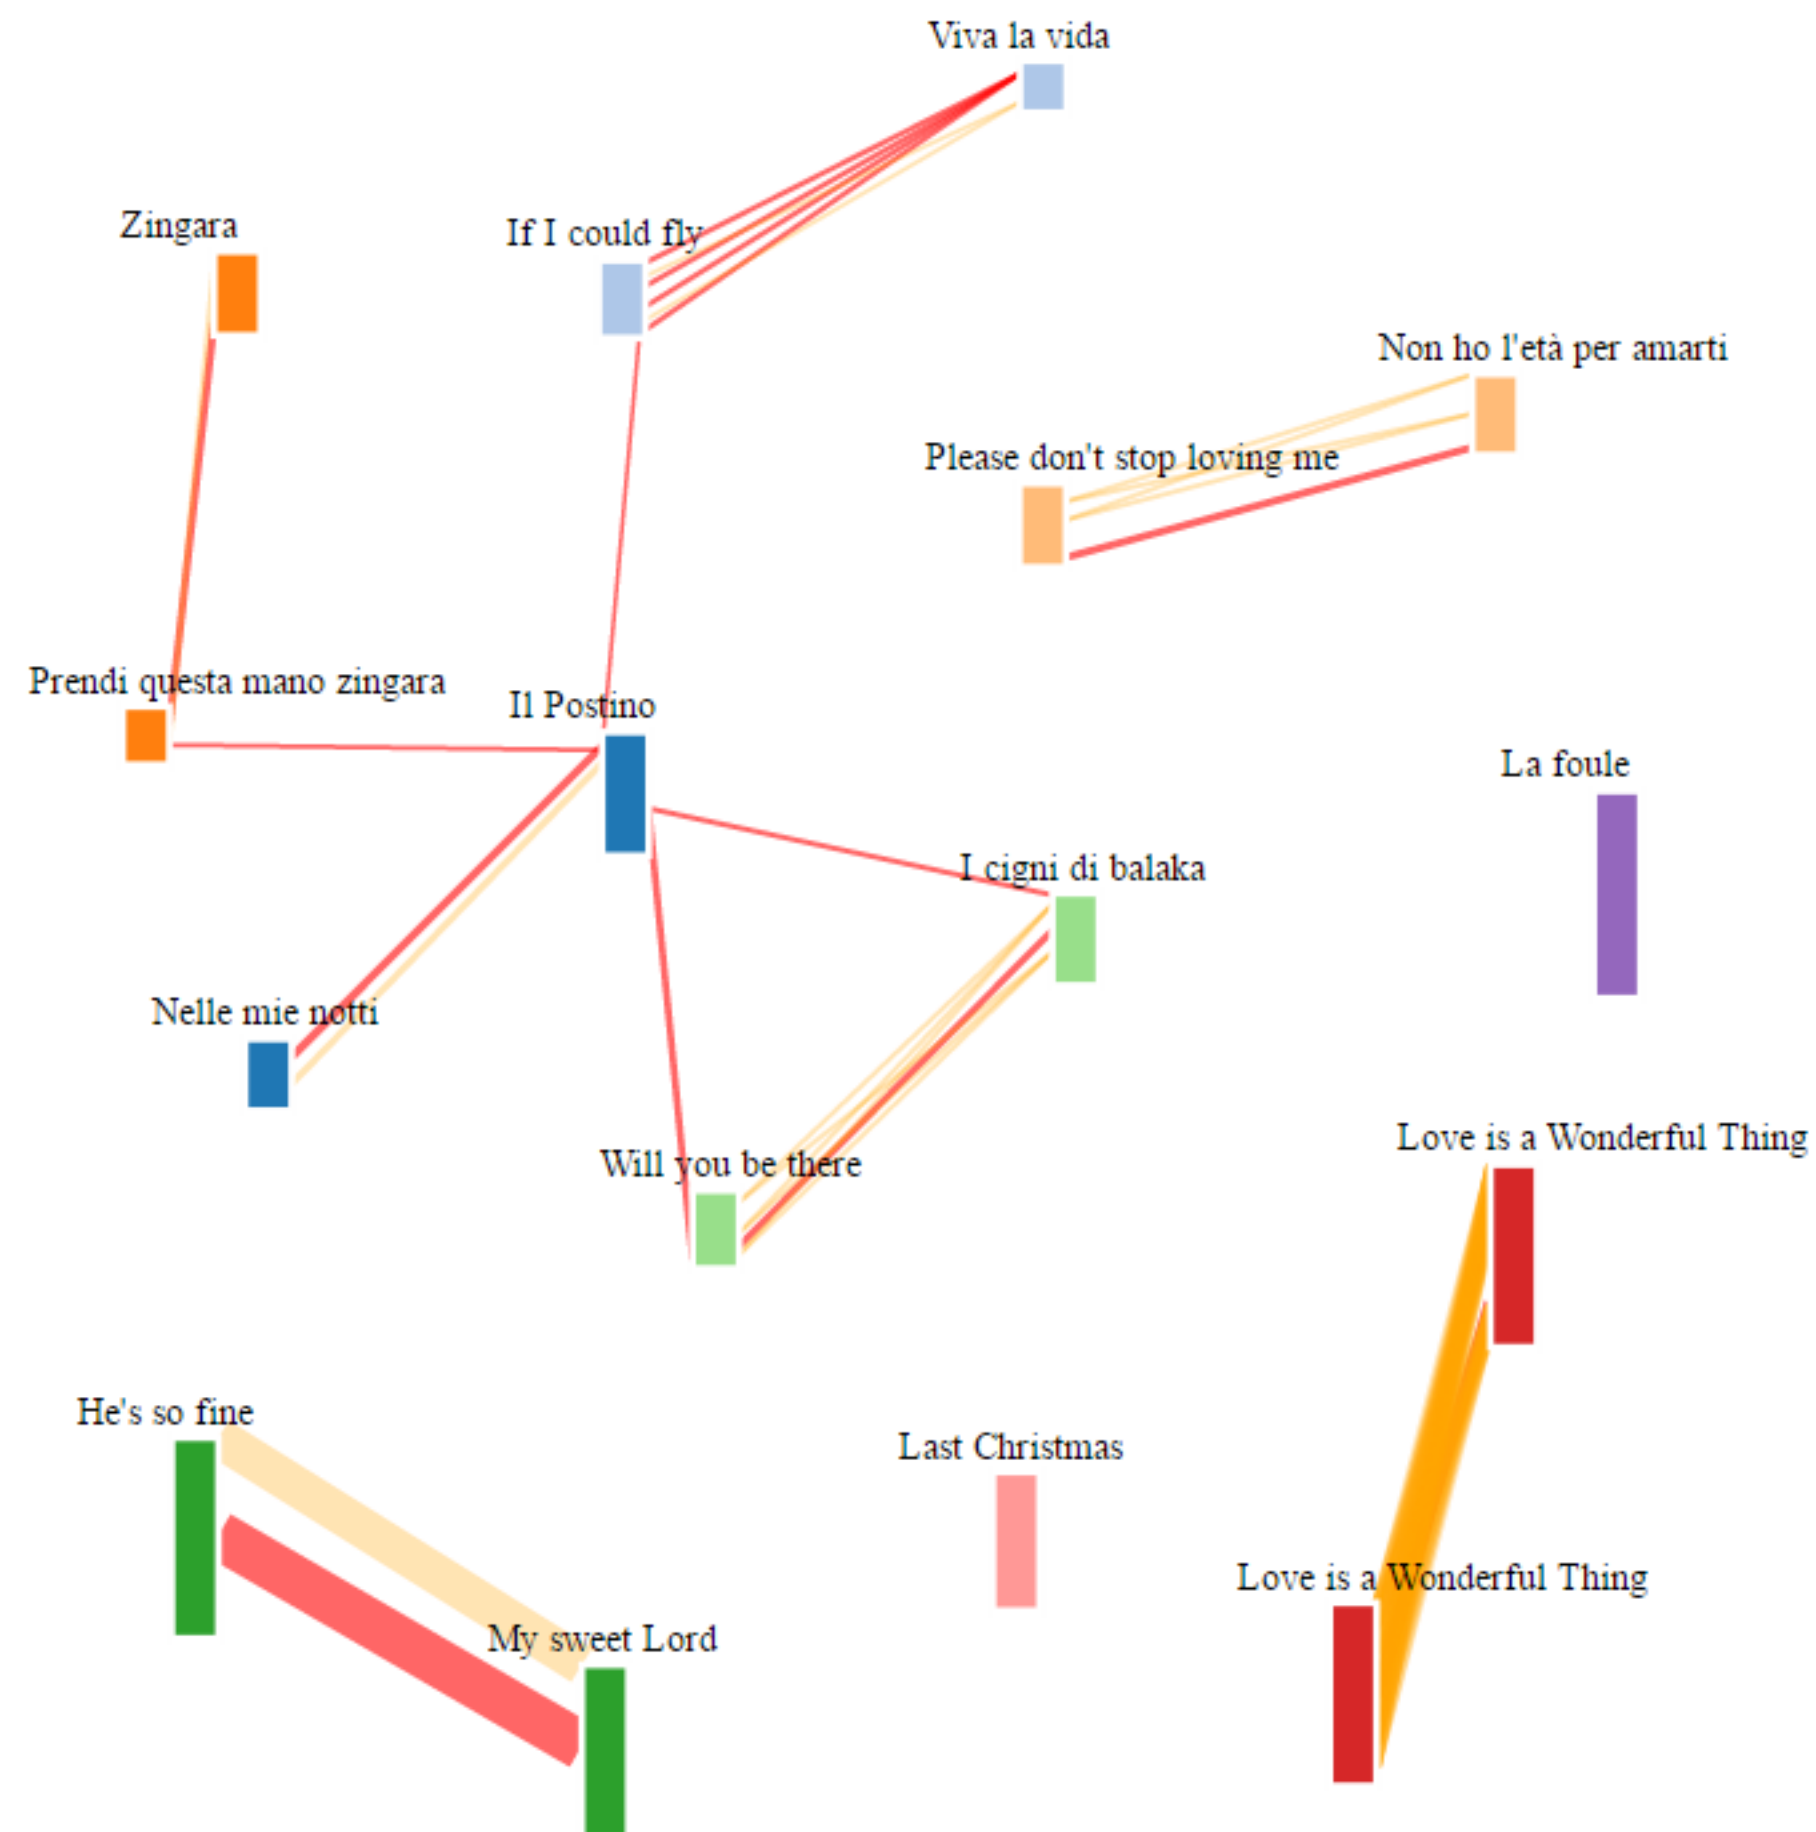 Viva la vida
Zingara
If I could fly
Non ho l'età per amarti
Please don't stop loving me
Prendi questa mano zingara
Il Postino
La foule
I cigni di balaka
Nelle mie notti
Love is a Wonderful Thing
Will you be there
He's so fine
Last Christmas
Love is a Wonderful Thing
My sweet Lord